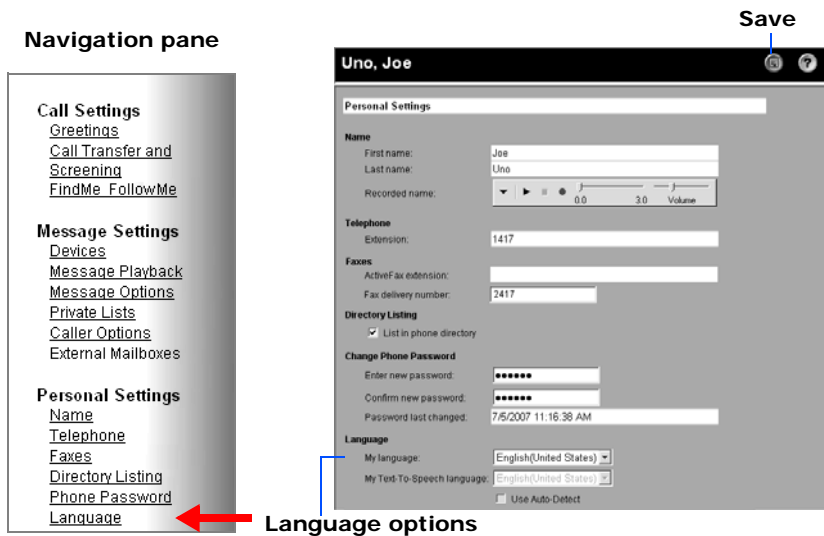 Save
Navigation pane
Call Settings
Greetings
Call Transfer and
Screening
FindMe FollowMe
Message Settings
Devices
Message Playback
Message Options
Private Lists
Caller Options
External Mailboxes
Personal Settings
Name
Telephone
Faxes
Directory Listing
Phone Password
Language
Uno, Joe
?
Personal Settings
Name
First name: Joe
Last name: Uno
Recorded name: 0.0 3.0 Volume
Telephone
Extension: 1417
Faxes
ActiveFax extension:
Fax delivery number: 2417
Directory Listing
List in phone directory
Change Phone Password
Enter new password: ●●●●●●
Confirm new password: ●●●●●●
Password last changed: 7/5/2007 11:16:38 AM
Language
My language: English(United States)
My Text-To-Speech language: English(United States)
Use Auto-Detect
Language options